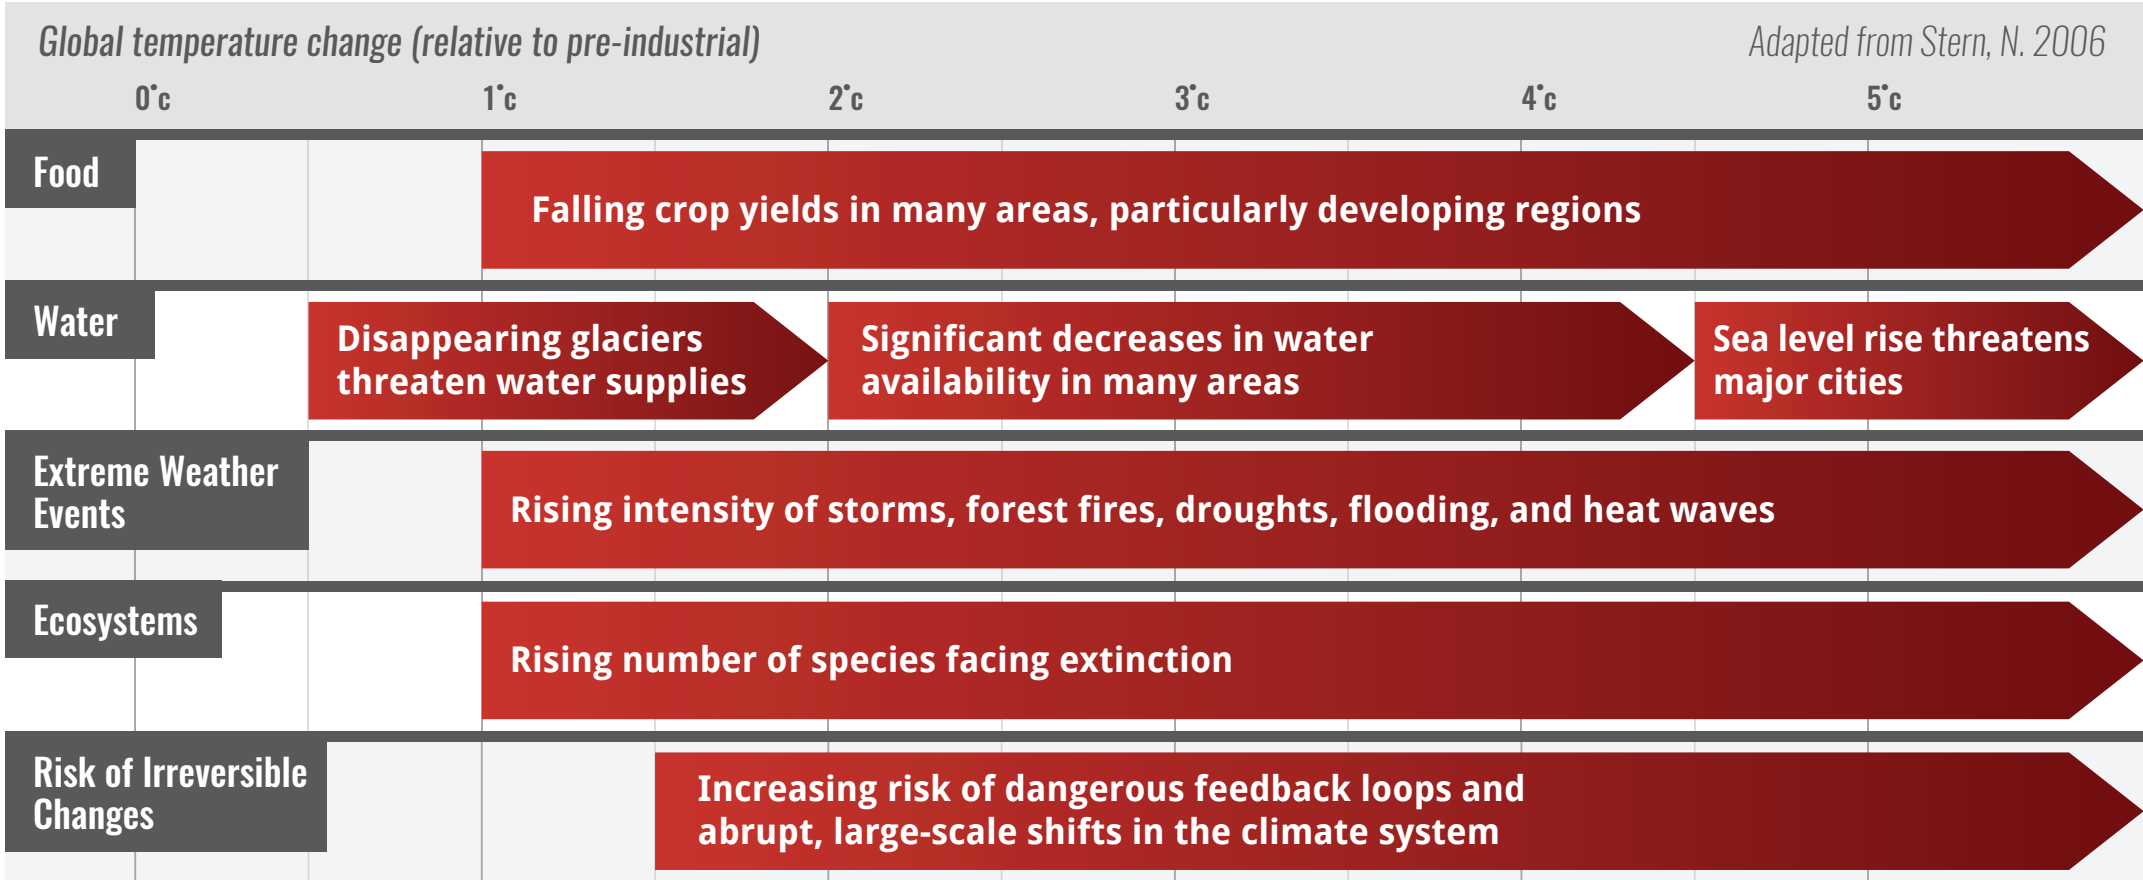 Global temperature change (relative to pre-industrial)
Adapted from Stern, N. 2006
0°c 1°c 2°c 3°c 4°c 5°c
Food
Falling crop yields in many areas, particularly developing regions
Water
Disappearing glaciers
threaten water supplies
Significant decreases in water
availability in many areas
Sea level rise threatens
major cities
Extreme Weather
Events
Rising intensity of storms, forest fires, droughts, flooding, and heat waves
Ecosystems
Rising number of species facing extinction
Risk of Irreversible
Changes
Increasing risk of dangerous feedback loops and
abrupt, large-scale shifts in the climate system